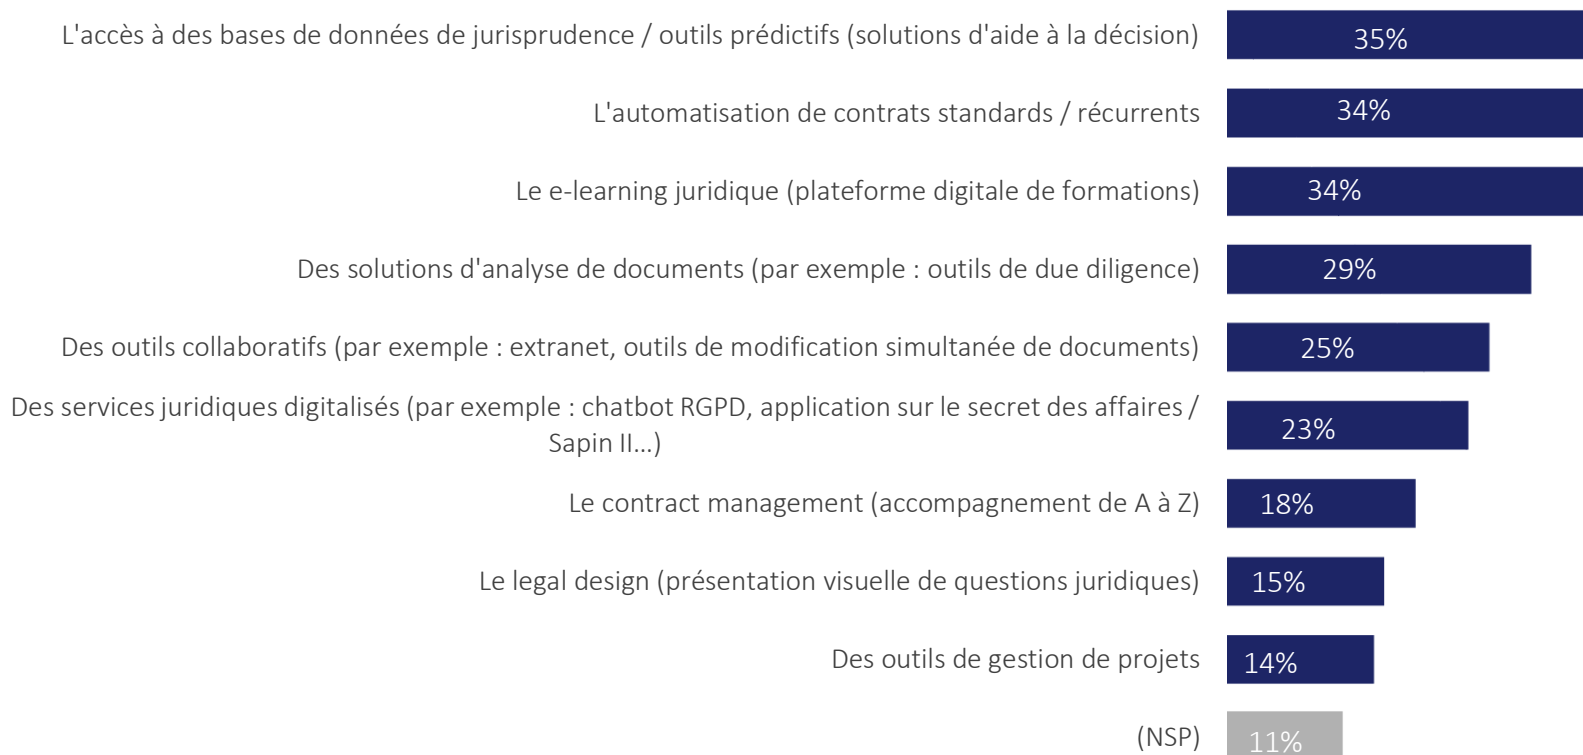 L'accès à des bases de données de jurisprudence / outils prédictifs (solutions d'aide à la décision) 35%
L'automatisation de contrats standards / récurrents 34%
Le e-learning juridique (plateforme digitale de formations) 34%
Des solutions d'analyse de documents (par exemple : outils de due diligence) 29%
Des outils collaboratifs (par exemple : extranet, outils de modification simultanée de documents) 25%
Des services juridiques digitalisés (par exemple : chatbot RGPD, application sur le secret des affaires /
Sapin II...) 23%
Le contract management (accompagnement de A à Z) 18%
Le legal design (présentation visuelle de questions juridiques) 15%
Des outils de gestion de projets 14%
(NSP) 11%